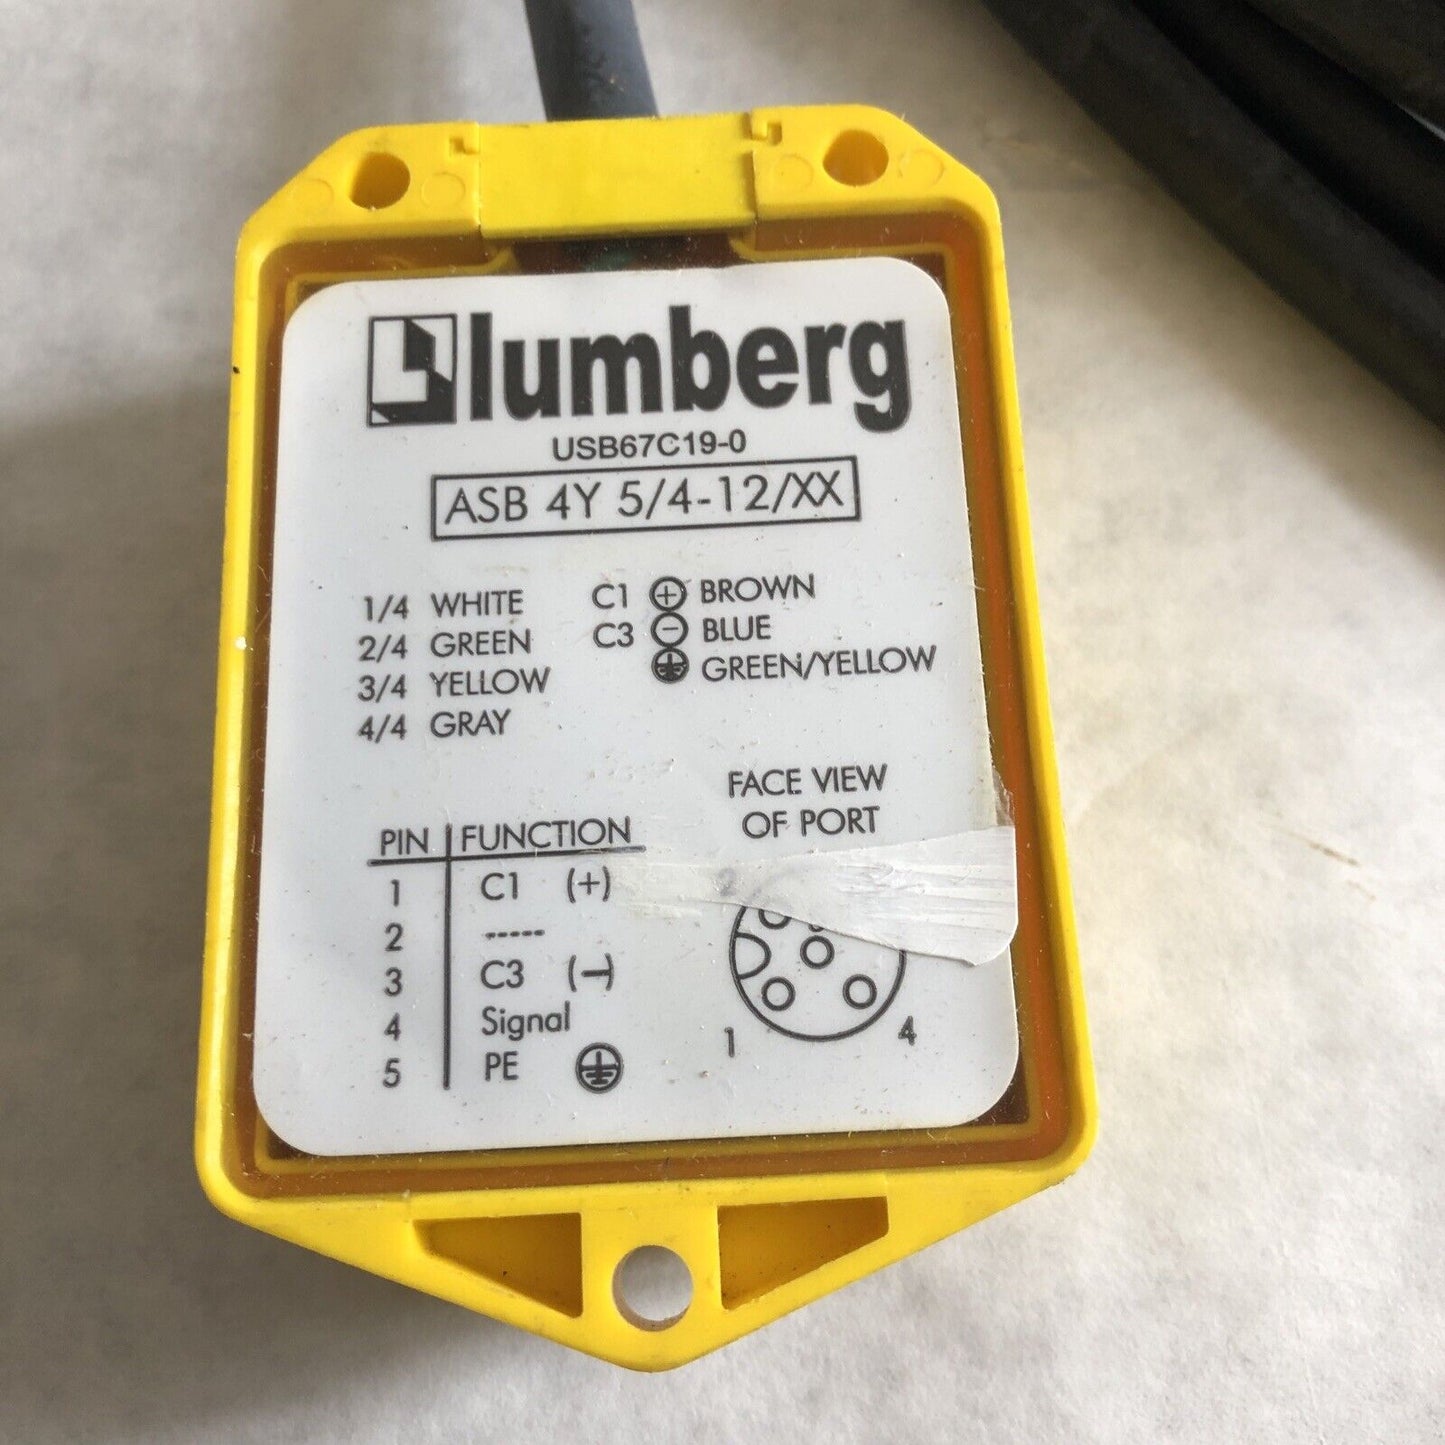 lumberg
USB67C19-0
ASB 4Y 5/4-12/XX
1/4 WHITE
2/4 GREEN
3/4 YELLOW
4/4 GRAY
C1 + BROWN
C3 - BLUE
GREEN/YELLOW
PIN FUNCTION
1 C1 (+)
2 -----
3 C3 (-)
4 Signal
5 PE
FACE VIEW
OF PORT
2
1 4